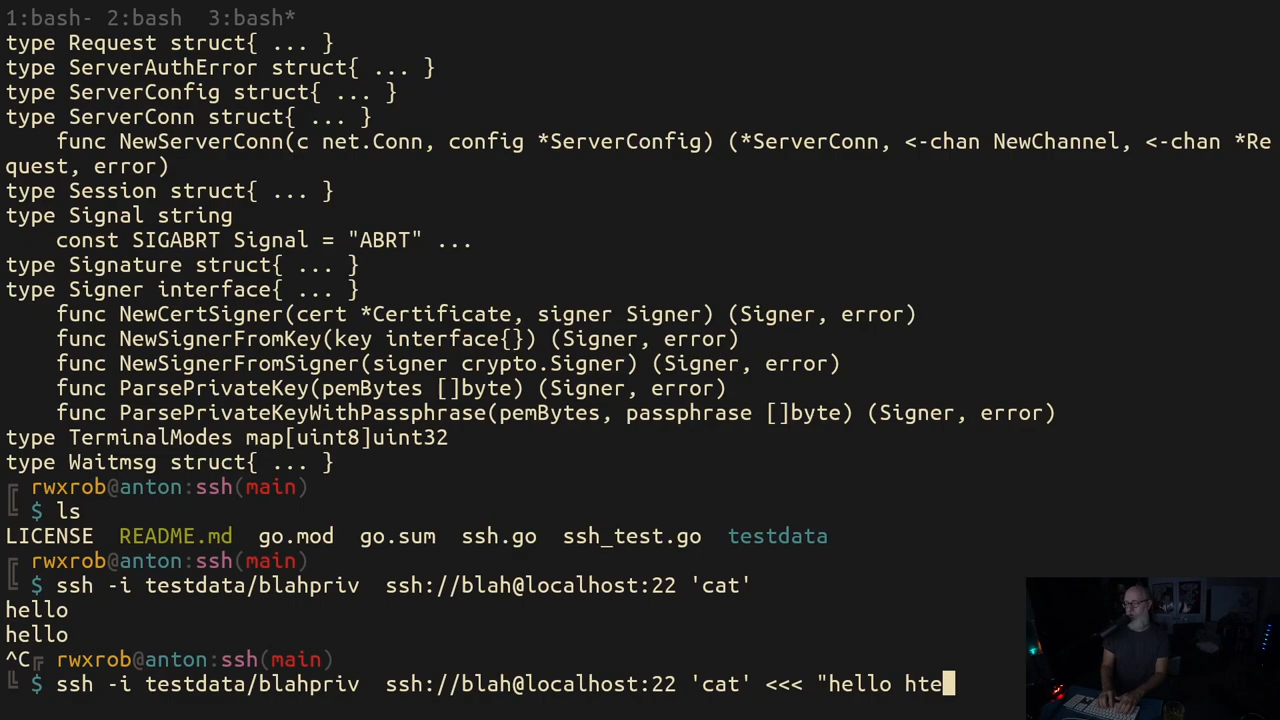 1:bash- 2:bash  3:bash*
type Request struct{ ... }
type ServerAuthError struct{ ... }
type ServerConfig struct{ ... }
type ServerConn struct{ ... }
    func NewServerConn(c net.Conn, config *ServerConfig) (*ServerConn, <-chan NewChannel, <-chan *Re
quest, error)
type Session struct{ ... }
type Signal string
    const SIGABRT Signal = "ABRT" ...
type Signature struct{ ... }
type Signer interface{ ... }
    func NewCertSigner(cert *Certificate, signer Signer) (Signer, error)
    func NewSignerFromKey(key interface{}) (Signer, error)
    func NewSignerFromSigner(signer crypto.Signer) (Signer, error)
    func ParsePrivateKey(pemBytes []byte) (Signer, error)
    func ParsePrivateKeyWithPassphrase(pemBytes, passphrase []byte) (Signer, error)
type TerminalModes map[uint8]uint32
type Waitmsg struct{ ... }
╔ rwxrob@anton:ssh(main)
╚ $ ls
LICENSE  README.md  go.mod  go.sum  ssh.go  ssh_test.go  testdata
╔ rwxrob@anton:ssh(main)
╚ $ ssh -i testdata/blahpriv  ssh://blah@localhost:22 'cat'
hello
hello
^C╔ rwxrob@anton:ssh(main)
╚ $ ssh -i testdata/blahpriv  ssh://blah@localhost:22 'cat' <<< "hello hte